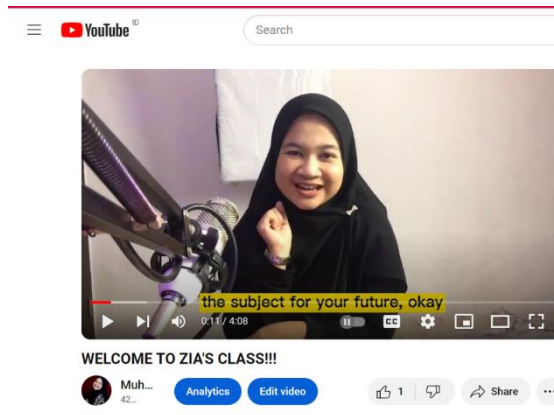 YouTube ID
Search
the subject for your future, okay
0:11 / 4:08
CC
WELCOME TO ZIA'S CLASS!!!
Muh...
42...
Analytics
Edit video
1
Share